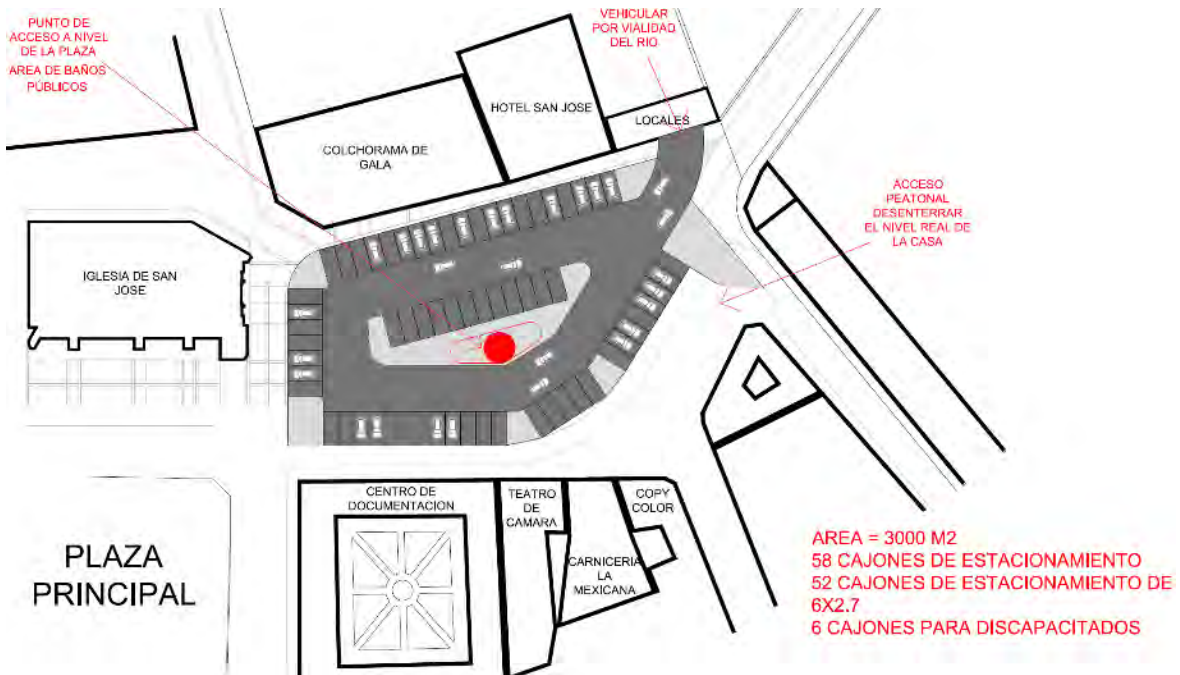 PUNTO DE
ACCESO A NIVEL
DE LA PLAZA
AREA DE BAÑOS
PÚBLICOS
VEHICULAR
POR VIALIDAD
DEL RIO
HOTEL SAN JOSE
LOCALES
COLCHORAMA DE
GALA
ACCESO
PEATONAL
DESENTERRAR
EL NIVEL REAL DE
LA CASA
IGLESIA DE SAN
JOSE
CENTRO DE
DOCUMENTACION
TEATRO
DE
CAMARA
COPY
COLOR
CARNICERIA
LA
MEXICANA
PLAZA
PRINCIPAL
AREA = 3000 M2
58 CAJONES DE ESTACIONAMIENTO
52 CAJONES DE ESTACIONAMIENTO DE
6X2.7
6 CAJONES PARA DISCAPACITADOS